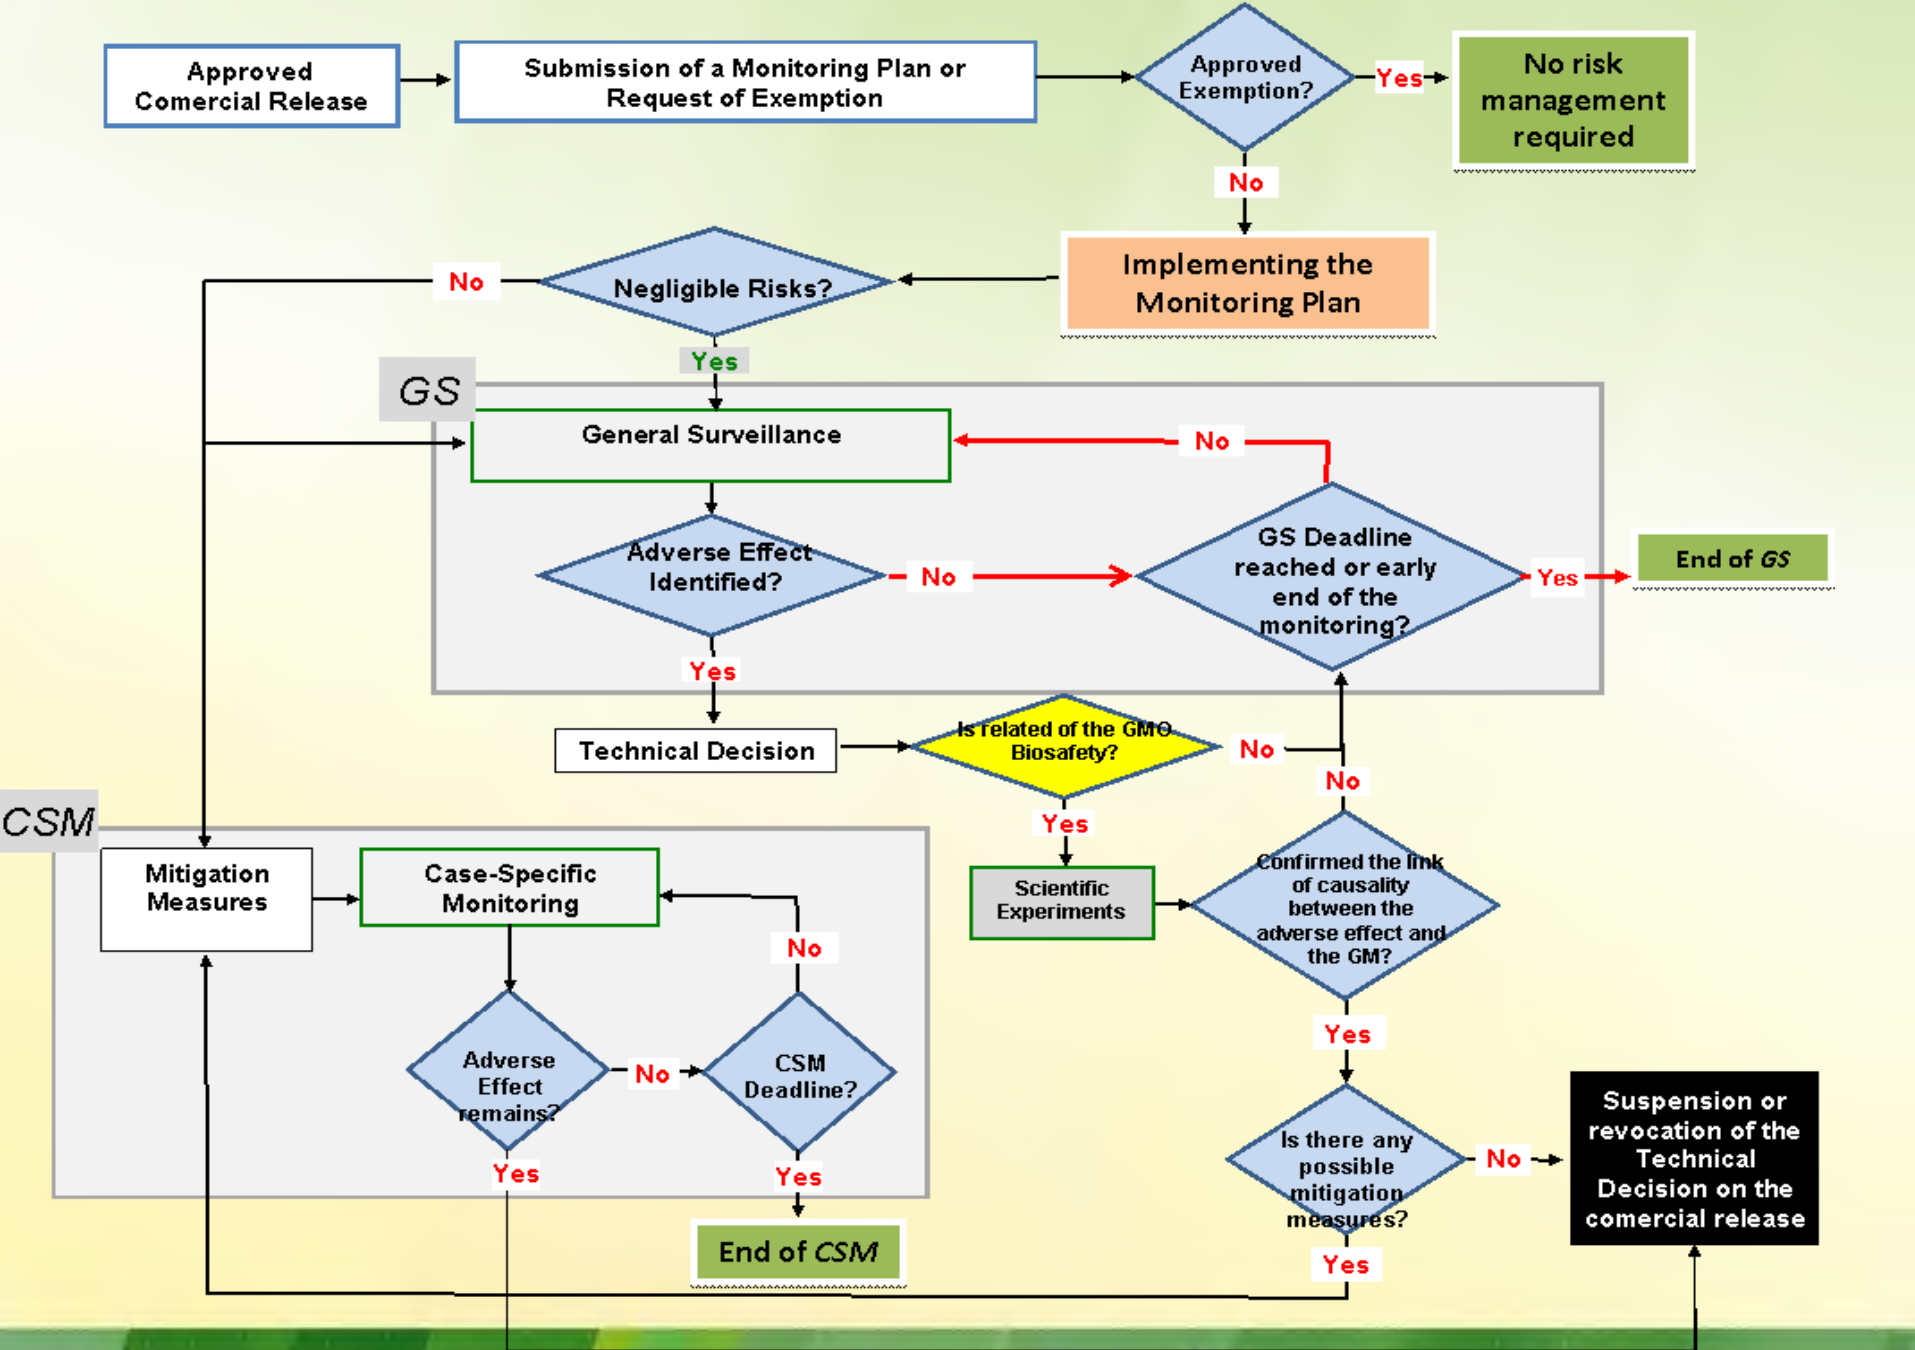 Approved
Comercial Release
Submission of a Monitoring Plan or
Request of Exemption
Approved
Exemption?
Yes
No risk
management
required
No
Implementing the
Monitoring Plan
Negligible Risks?
No
Yes
GS
General Surveillance
No
Adverse Effect
Identified?
No
GS Deadline
reached or early
end of the
monitoring?
Yes
End of GS
Yes
Technical Decision
Is related of the GMO
Biosafety?
No
No
Yes
CSM
Mitigation
Measures
Case-Specific
Monitoring
Scientific
Experiments
Confirmed the link
of causality
between the
adverse effect and
the GM?
No
Adverse
Effect
remains?
No
CSM
Deadline?
Yes
Yes
Yes
End of CSM
Is there any
possible
mitigation
measures?
No
Suspension or
revocation of the
Technical
Decision on the
comercial release
Yes